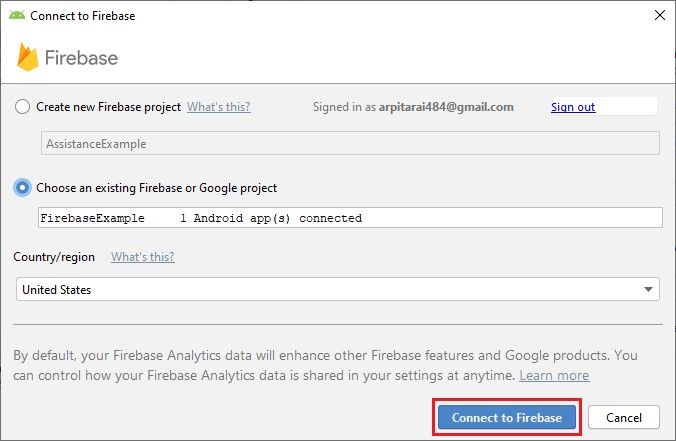 Connect to Firebase
Firebase
Create new Firebase project What's this? Signed in as arpitarai484@gmail.com Sign out
AssistanceExample
Choose an existing Firebase or Google project
FirebaseExample 1 Android app(s) connected
Country/region What's this?
United States
By default, your Firebase Analytics data will enhance other Firebase features and Google products. You
can control how your Firebase Analytics data is shared in your settings at anytime. Learn more
Connect to Firebase Cancel